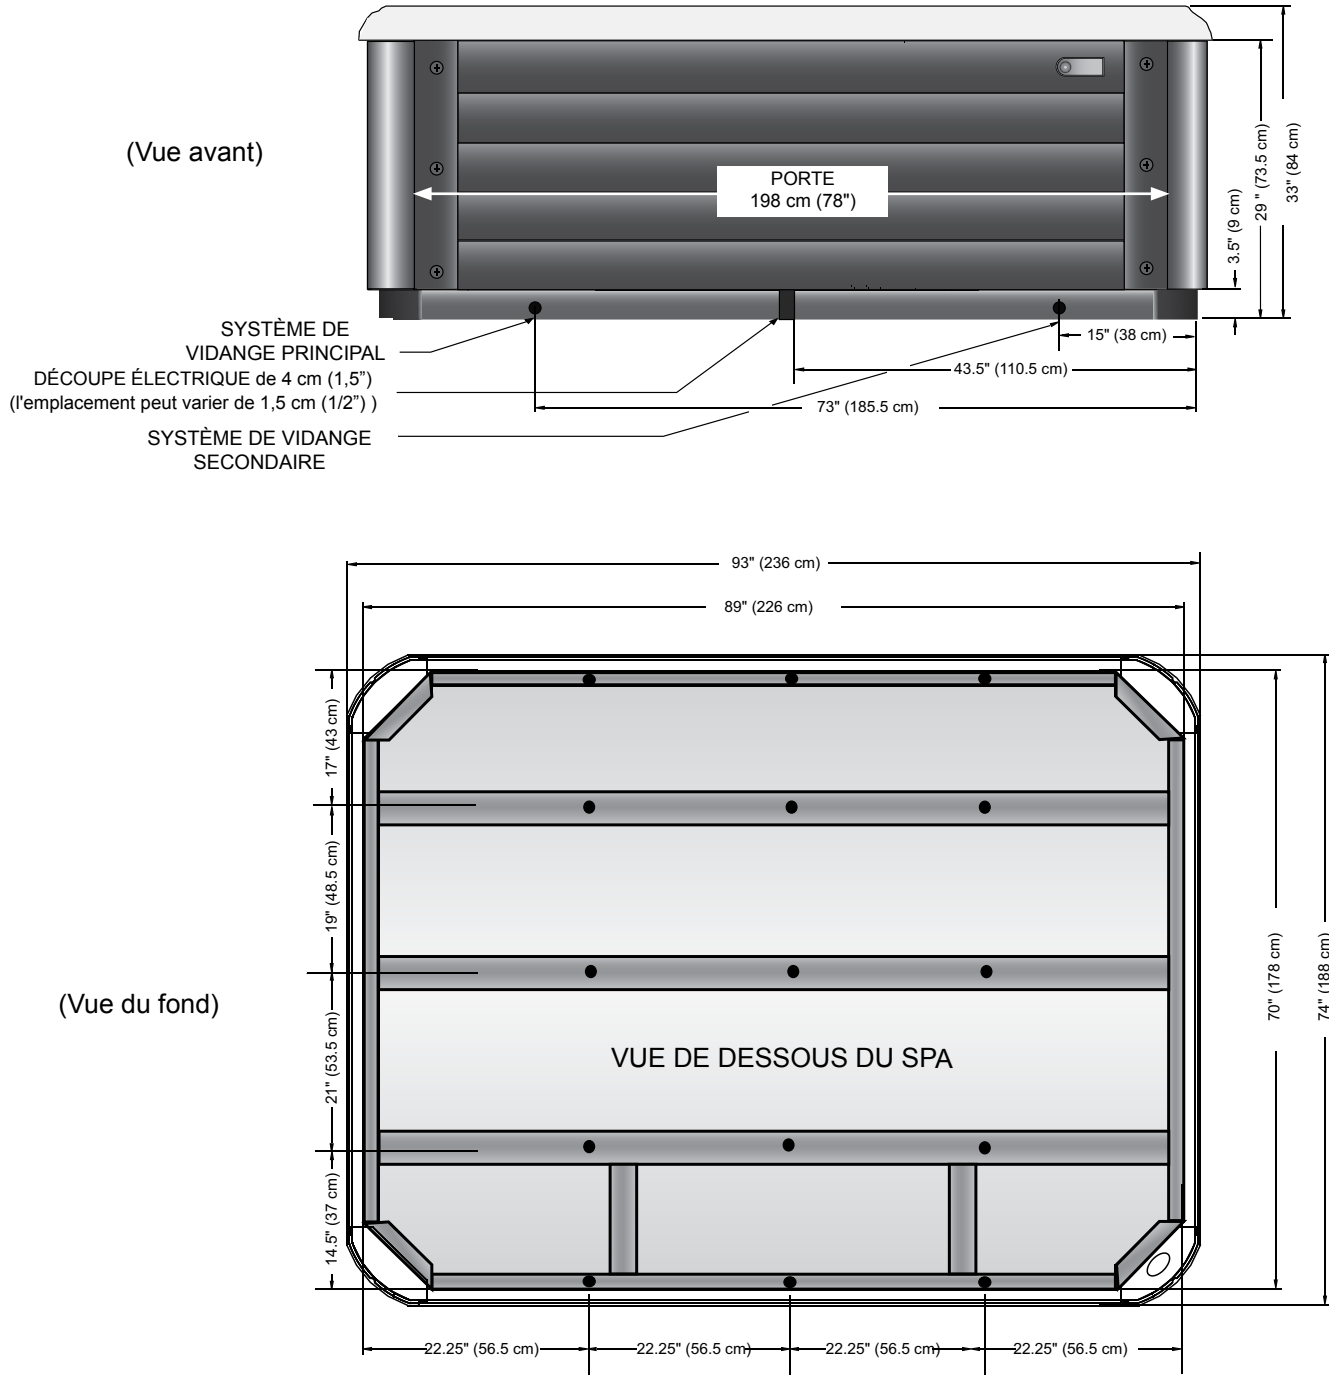 (Vue avant)
PORTE
198 cm (78")
3.5" (9 cm)
29 " (73.5 cm)
33" (84 cm)
SYSTÈME DE
VIDANGE PRINCIPAL
DÉCOUPE ÉLECTRIQUE de 4 cm (1,5”)
(l'emplacement peut varier de 1,5 cm (1/2”) )
SYSTÈME DE VIDANGE
SECONDAIRE
15" (38 cm)
43.5" (110.5 cm)
73" (185.5 cm)
93" (236 cm)
89" (226 cm)
17" (43 cm)
19" (48.5 cm)
21" (53.5 cm)
14.5" (37 cm)
(Vue du fond)
VUE DE DESSOUS DU SPA
70" (178 cm)
74" (188 cm)
22.25" (56.5 cm)
22.25" (56.5 cm)
22.25" (56.5 cm)
22.25" (56.5 cm)